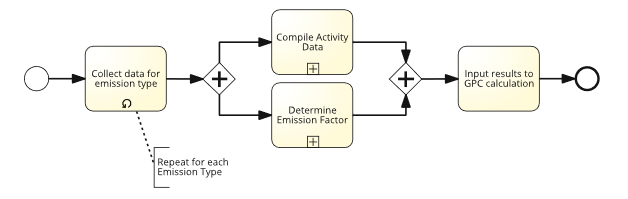 Collect data for
emission type
Compile Activity
Data
Determine
Emission Factor
Input results to
GPC calculation
Repeat for each
Emission Type